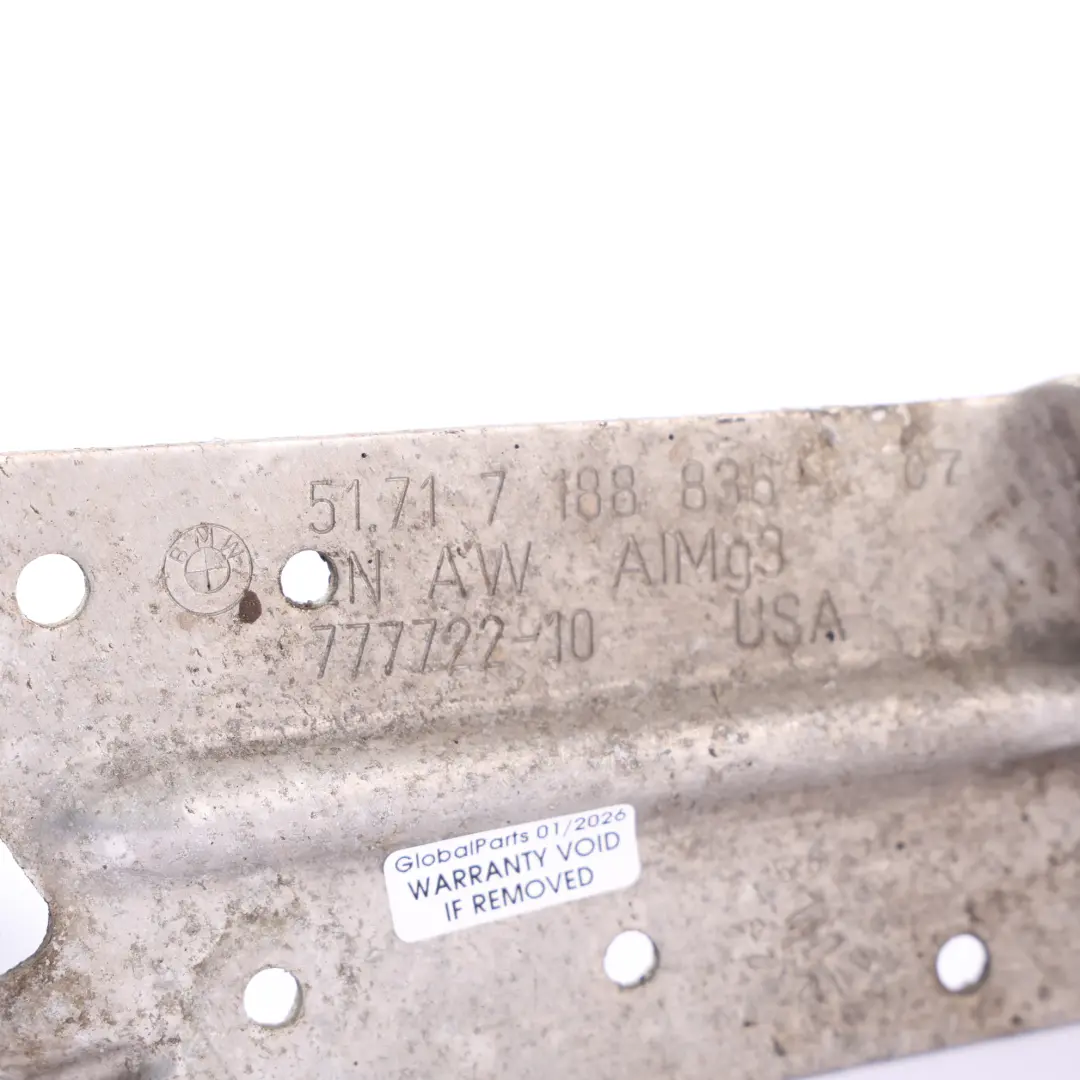 51.71 7 188 836 07
BMW
EN AW AlMg3
777722-10 USA
GlobalParts 01/2026
WARRANTY VOID
IF REMOVED